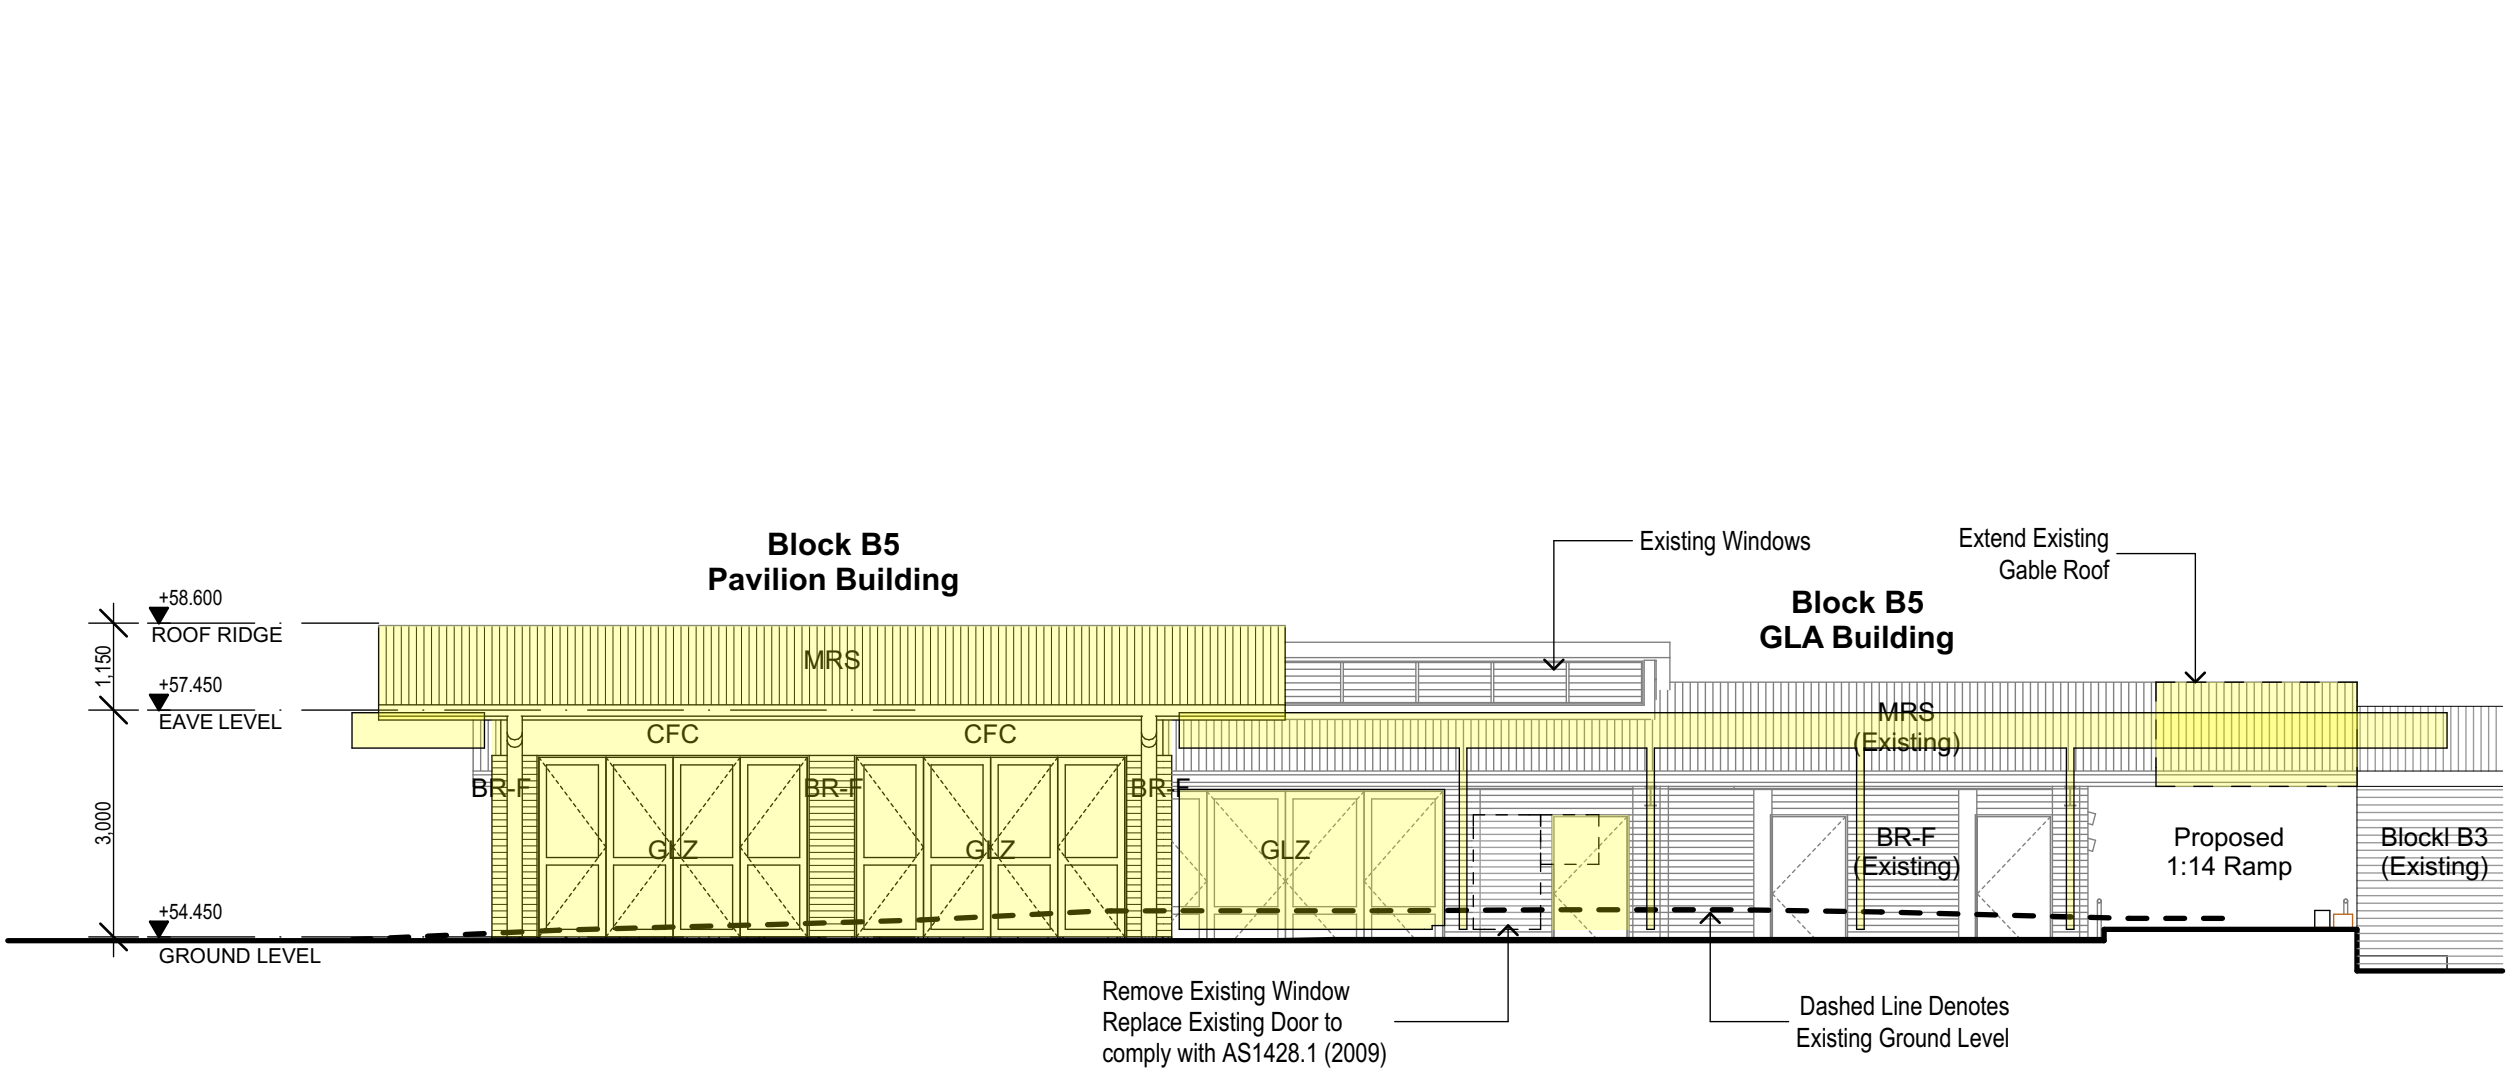 Block B5
Pavilion Building
Existing Windows
Extend Existing
Gable Roof
Block B5
GLA Building
+58.600
ROOF RIDGE
1,150
+57.450
EAVE LEVEL
3,000
+54.450
GROUND LEVEL
MRS
CFC
CFC
BR-F
BR-F
BR-F
GLZ
GLZ
GLZ
MRS
(Existing)
BR-F
(Existing)
Proposed
1:14 Ramp
Blockl B3
(Existing)
Remove Existing Window
Replace Existing Door to
comply with AS1428.1 (2009)
Dashed Line Denotes
Existing Ground Level